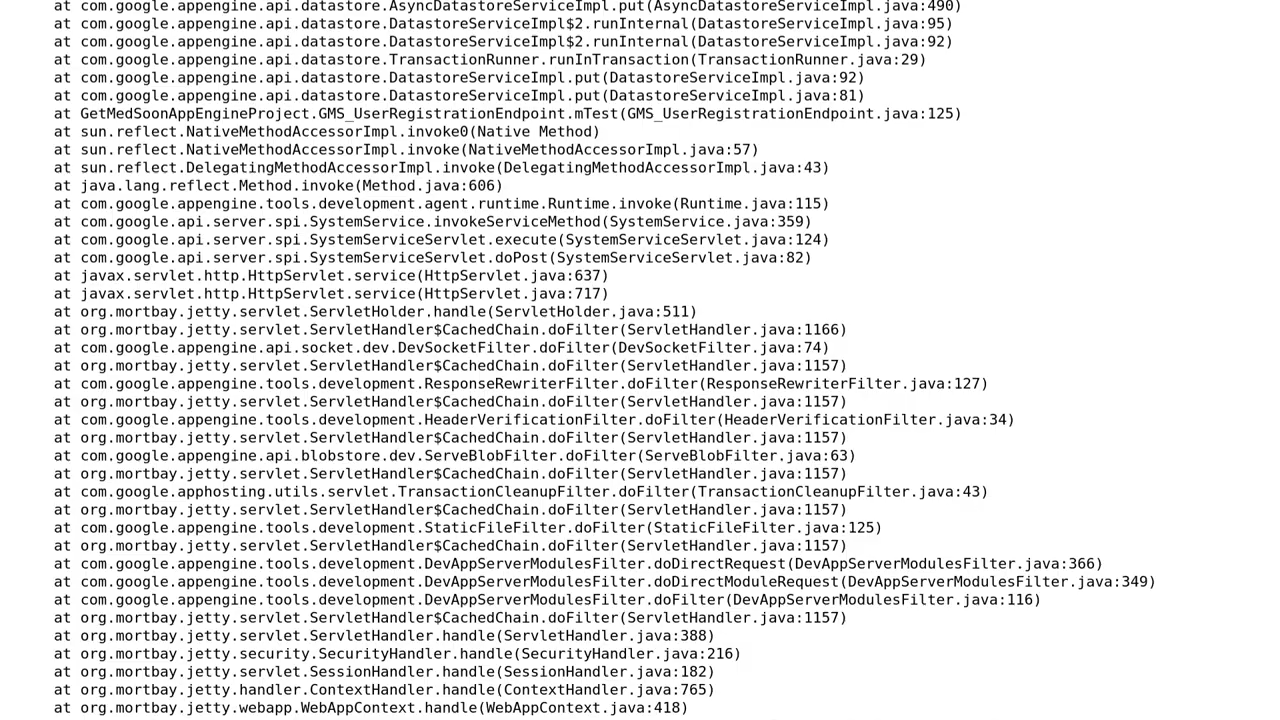 at com.google.appengine.api.datastore.AsyncDatastoreServiceImpl.put(AsyncDatastoreServiceImpl.java:490)
at com.google.appengine.api.datastore.DatastoreServiceImpl$2.runInternal(DatastoreServiceImpl.java:95)
at com.google.appengine.api.datastore.DatastoreServiceImpl$2.runInternal(DatastoreServiceImpl.java:92)
at com.google.appengine.api.datastore.TransactionRunner.runInTransaction(TransactionRunner.java:29)
at com.google.appengine.api.datastore.DatastoreServiceImpl.put(DatastoreServiceImpl.java:92)
at com.google.appengine.api.datastore.DatastoreServiceImpl.put(DatastoreServiceImpl.java:81)
at GetMedSoonAppEngineProject.GMS_UserRegistrationEndpoint.mTest(GMS_UserRegistrationEndpoint.java:125)
at sun.reflect.NativeMethodAccessorImpl.invoke0(Native Method)
at sun.reflect.NativeMethodAccessorImpl.invoke(NativeMethodAccessorImpl.java:57)
at sun.reflect.DelegatingMethodAccessorImpl.invoke(DelegatingMethodAccessorImpl.java:43)
at java.lang.reflect.Method.invoke(Method.java:606)
at com.google.appengine.tools.development.agent.runtime.Runtime.invoke(Runtime.java:115)
at com.google.api.server.spi.SystemService.invokeServiceMethod(SystemService.java:359)
at com.google.api.server.spi.SystemServiceServlet.execute(SystemServiceServlet.java:124)
at com.google.api.server.spi.SystemServiceServlet.doPost(SystemServiceServlet.java:82)
at javax.servlet.http.HttpServlet.service(HttpServlet.java:637)
at javax.servlet.http.HttpServlet.service(HttpServlet.java:717)
at org.mortbay.jetty.servlet.ServletHolder.handle(ServletHolder.java:511)
at org.mortbay.jetty.servlet.ServletHandler$CachedChain.doFilter(ServletHandler.java:1166)
at com.google.appengine.api.socket.dev.DevSocketFilter.doFilter(DevSocketFilter.java:74)
at org.mortbay.jetty.servlet.ServletHandler$CachedChain.doFilter(ServletHandler.java:1157)
at com.google.appengine.tools.development.ResponseRewriterFilter.doFilter(ResponseRewriterFilter.java:127)
at org.mortbay.jetty.servlet.ServletHandler$CachedChain.doFilter(ServletHandler.java:1157)
at com.google.appengine.tools.development.HeaderVerificationFilter.doFilter(HeaderVerificationFilter.java:34)
at org.mortbay.jetty.servlet.ServletHandler$CachedChain.doFilter(ServletHandler.java:1157)
at com.google.appengine.api.blobstore.dev.ServeBlobFilter.doFilter(ServeBlobFilter.java:63)
at org.mortbay.jetty.servlet.ServletHandler$CachedChain.doFilter(ServletHandler.java:1157)
at com.google.apphosting.utils.servlet.TransactionCleanupFilter.doFilter(TransactionCleanupFilter.java:43)
at org.mortbay.jetty.servlet.ServletHandler$CachedChain.doFilter(ServletHandler.java:1157)
at com.google.appengine.tools.development.StaticFileFilter.doFilter(StaticFileFilter.java:125)
at org.mortbay.jetty.servlet.ServletHandler$CachedChain.doFilter(ServletHandler.java:1157)
at com.google.appengine.tools.development.DevAppServerModulesFilter.doDirectRequest(DevAppServerModulesFilter.java:366)
at com.google.appengine.tools.development.DevAppServerModulesFilter.doDirectModuleRequest(DevAppServerModulesFilter.java:349)
at com.google.appengine.tools.development.DevAppServerModulesFilter.doFilter(DevAppServerModulesFilter.java:116)
at org.mortbay.jetty.servlet.ServletHandler$CachedChain.doFilter(ServletHandler.java:1157)
at org.mortbay.jetty.servlet.ServletHandler.handle(ServletHandler.java:388)
at org.mortbay.jetty.security.SecurityHandler.handle(SecurityHandler.java:216)
at org.mortbay.jetty.servlet.SessionHandler.handle(SessionHandler.java:182)
at org.mortbay.jetty.handler.ContextHandler.handle(ContextHandler.java:765)
at org.mortbay.jetty.webapp.WebAppContext.handle(WebAppContext.java:418)